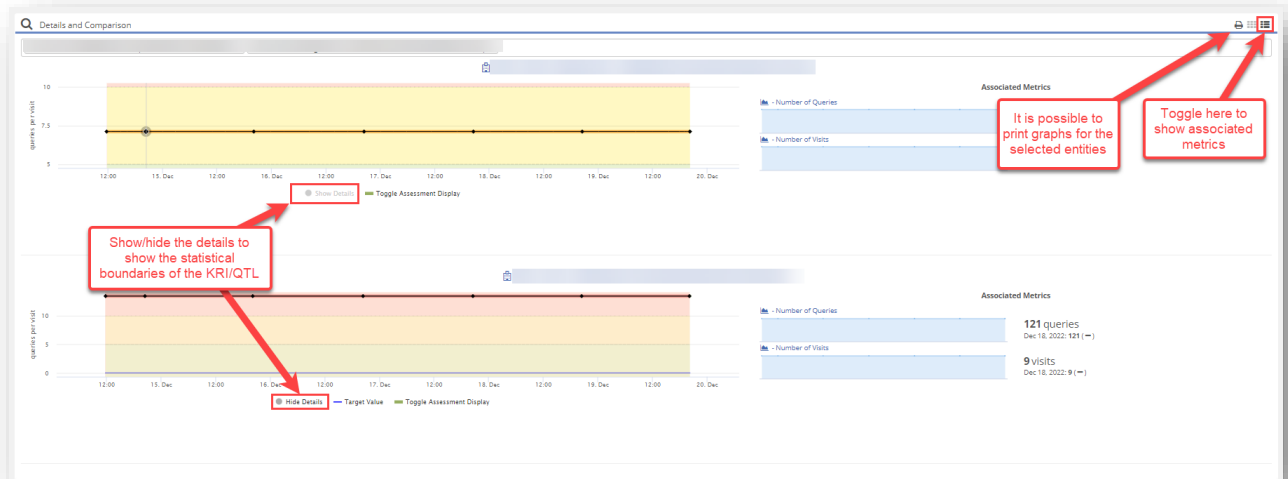 Details and Comparison
Associated Metrics
10
7.5
5
queries per visit
- Number of Queries
- Number of Visits
12:00 15. Dec 12:00 16. Dec 12:00 17. Dec 12:00 18. Dec 12:00 19. Dec 12:00 20. Dec
Show Details Toggle Assessment Display
It is possible to
print graphs for the
selected entities
Toggle here to
show associated
metrics
Show/hide the details to
show the statistical
boundaries of the KRI/QTL
Associated Metrics
10
5
0
queries per visit
- Number of Queries
121 queries
Dec 18, 2022: 121 ( )
- Number of Visits
9 visits
Dec 18, 2022: 9 ( )
12:00 15. Dec 12:00 16. Dec 12:00 17. Dec 12:00 18. Dec 12:00 19. Dec 12:00 20. Dec
Hide Details Target Value Toggle Assessment Display